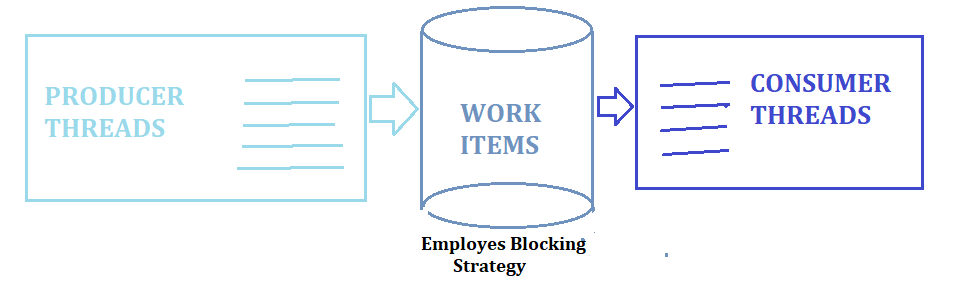 PRODUCER
THREADS
WORK
ITEMS
CONSUMER
THREADS
Employes Blocking
Strategy